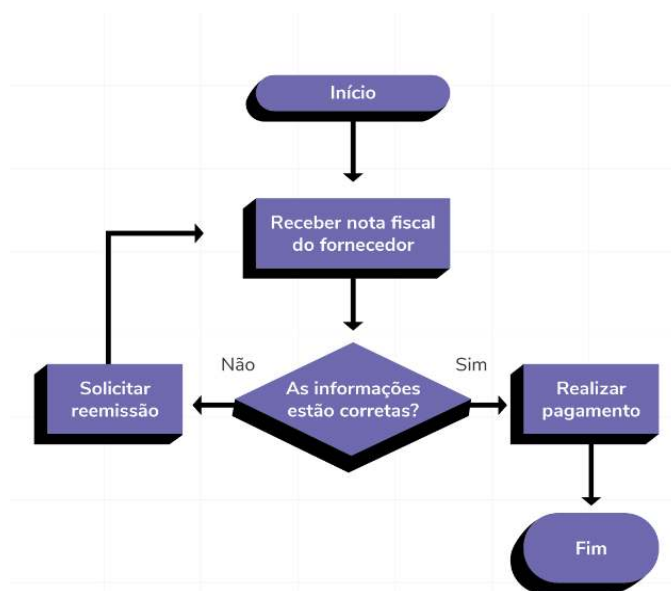 Início
Receber nota fiscal
do fornecedor
Não
Sim
Solicitar
reemissão
As informações
estão corretas?
Realizar
pagamento
Fim